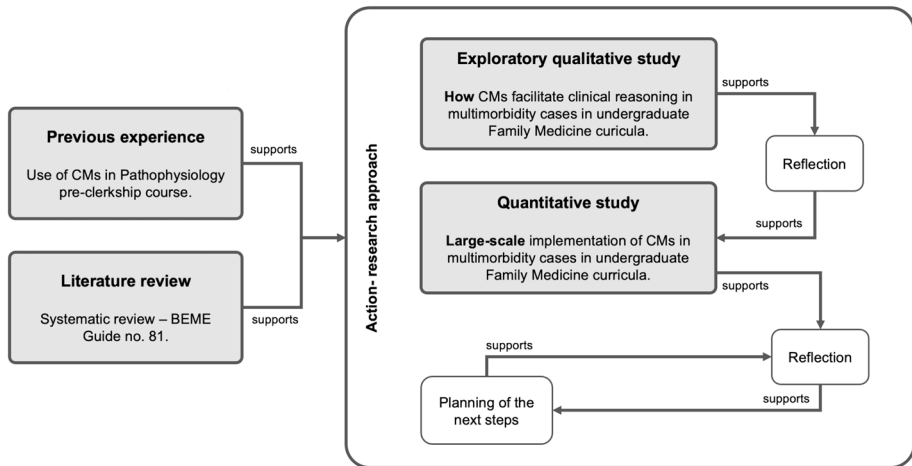 Previous experience
Use of CMs in Pathophysiology
pre-clerkship course.
supports
Literature review
Systematic review – BEME
Guide no. 81.
supports
Action- research approach
Exploratory qualitative study
How CMs facilitate clinical reasoning in
multimorbidity cases in undergraduate
Family Medicine curicula.
supports
Reflection
supports
Quantitative study
Large-scale implementation of CMs in
multimorbidity cases in undergraduate
Family Medicine curricula.
supports
Reflection
supports
supports
Planning of the
next steps